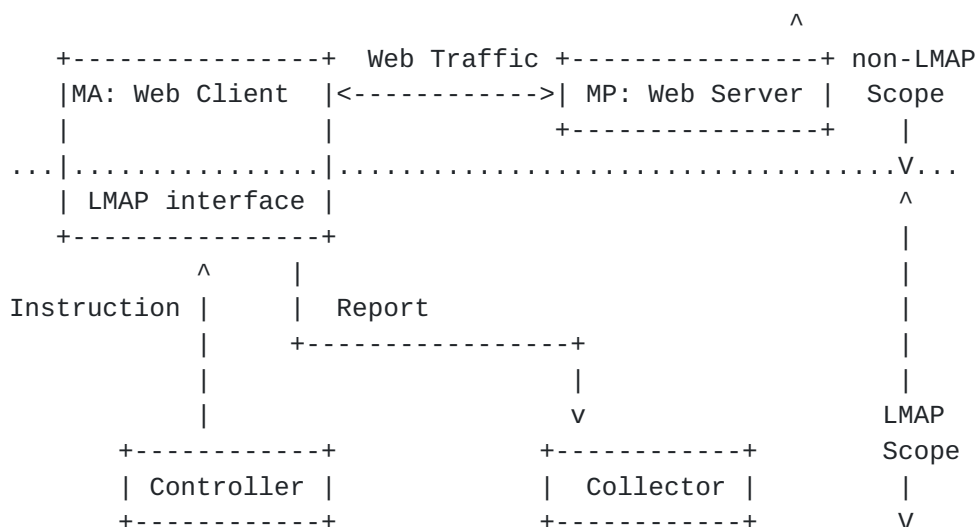 ^
   +----------------+  Web Traffic +----------------+ non-LMAP
   |MA: Web Client  |<------------>| MP: Web Server |  Scope
   |                |              +----------------+    |
...|................|....................................V...
   | LMAP interface |                                    ^
   +----------------+                                    |
            ^     |                                      |
Instruction |     |  Report                              |
            |     +-----------------+                    |
            |                       |                    |
            |                       v                   LMAP
       +------------+             +------------+        Scope
       | Controller |             |  Collector |          |
       +------------+             +------------+          V